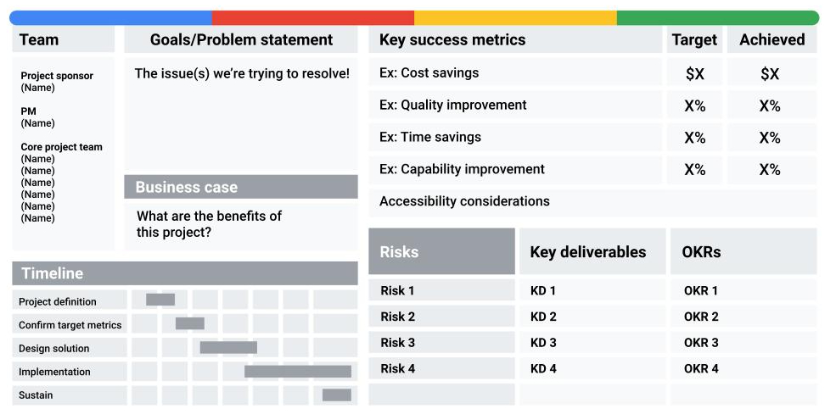 Team
Project sponsor
(Name)
PM
(Name)
Core project team
(Name)
(Name)
(Name)
(Name)
(Name)
(Name)
Goals/Problem statement
The issue(s) we're trying to resolve!
Business case
What are the benefits of
this project?
Key success metrics Target Achieved
Ex: Cost savings $X $X
Ex: Quality improvement X% X%
Ex: Time savings X% X%
Ex: Capability improvement X% X%
Accessibility considerations
Timeline
Project definition
Confirm target metrics
Design solution
Implementation
Sustain
Risks Key deliverables OKRs
Risk 1 KD 1 OKR 1
Risk 2 KD 2 OKR 2
Risk 3 KD 3 OKR 3
Risk 4 KD 4 OKR 4